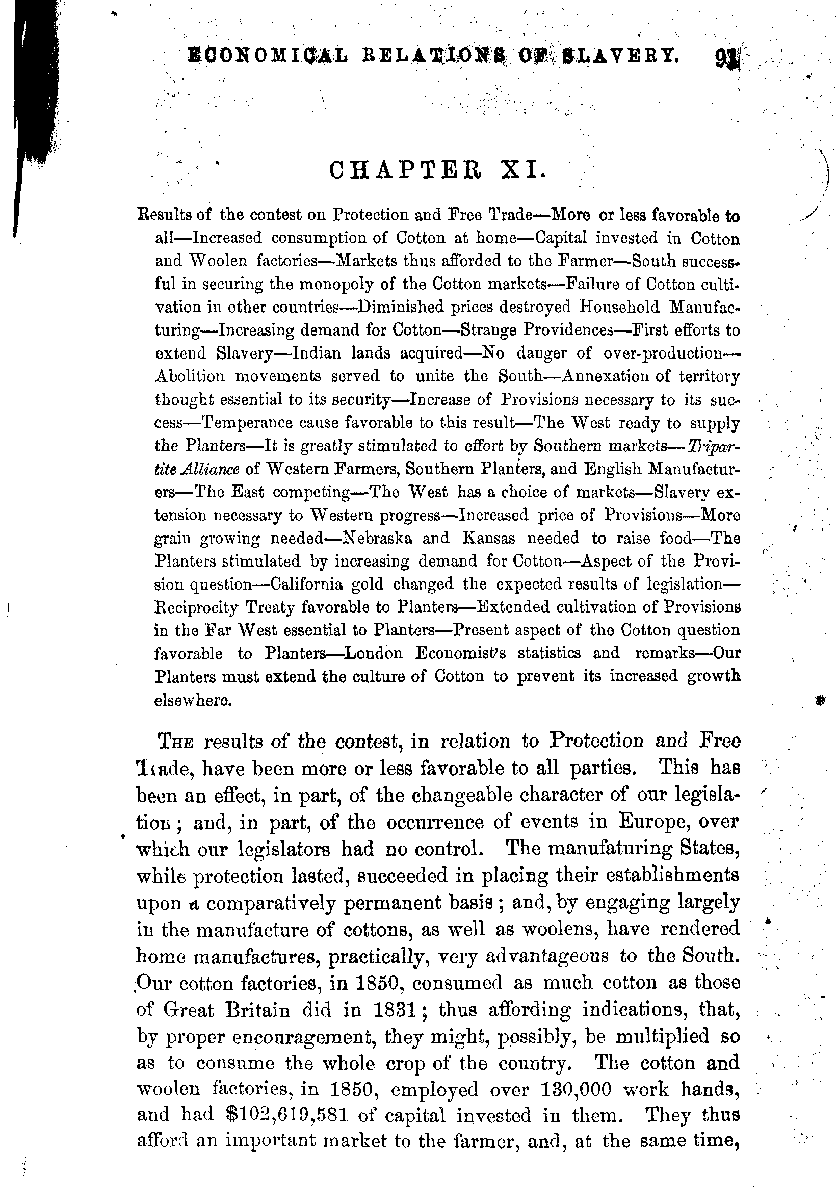 ECONOMICAL RELATIONS OF SLAVERY. 91
CHAPTER XI.
Results of the contest on Protection and Free Trade—More or less favorable to
all—Increased consumption of Cotton at home—Capital invested in Cotton
and Woolen factories—Markets thus afforded to the Farmer—South success-
ful in securing the monopoly of the Cotton markets—Failure of Cotton culti-
vation in other countries—Diminished prices destroyed Household Manufac-
turing—Increasing demand for Cotton—Strange Providences—First efforts to
extend Slavery—Indian lands acquired—No danger of over-production—
Abolition movements served to unite the South—Annexation of territory
thought essential to its security—Increase of Provisions necessary to its suc-
cess—Temperance cause favorable to this result—The West ready to supply
the Planters—It is greatly stimulated to effort by Southern markets—Tripar-
tite Alliance of Western Farmers, Southern Planters, and English Manufactur-
ers—The East competing—The West has a choice of markets—Slavery ex-
tension necessary to Western progress—Increased price of Provisions—More
grain growing needed—Nebraska and Kansas needed to raise food—The
Planters stimulated by increasing demand for Cotton—Aspect of the Provi-
sion question—California gold changed the expected results of legislation—
Reciprocity Treaty favorable to Planters—Extended cultivation of Provisions
in the Far West essential to Planters—Present aspect of the Cotton question
favorable to Planters—London Economist's statistics and remarks—Our
Planters must extend the culture of Cotton to prevent its increased growth
elsewhere.
THE results of the contest, in relation to Protection and Free
Trade, have been more or less favorable to all parties. This has
been an effect, in part, of the changeable character of our legisla-
tion; and, in part, of the occurrence of events in Europe, over
which our legislators had no control. The manufaturing States,
while protection lasted, succeeded in placing their establishments
upon a comparatively permanent basis; and, by engaging largely
in the manufacture of cottons, as well as woolens, have rendered
home manufactures, practically, very advantageous to the South.
Our cotton factories, in 1850, consumed as much cotton as those
of Great Britain did in 1831; thus affording indications, that,
by proper encouragement, they might, possibly, be multiplied so
as to consume the whole crop of the country. The cotton and
woolen factories, in 1850, employed over 130,000 work hands,
and had $102,619,581 of capital invested in them. They thus
afford an important market to the farmer, and, at the same time,